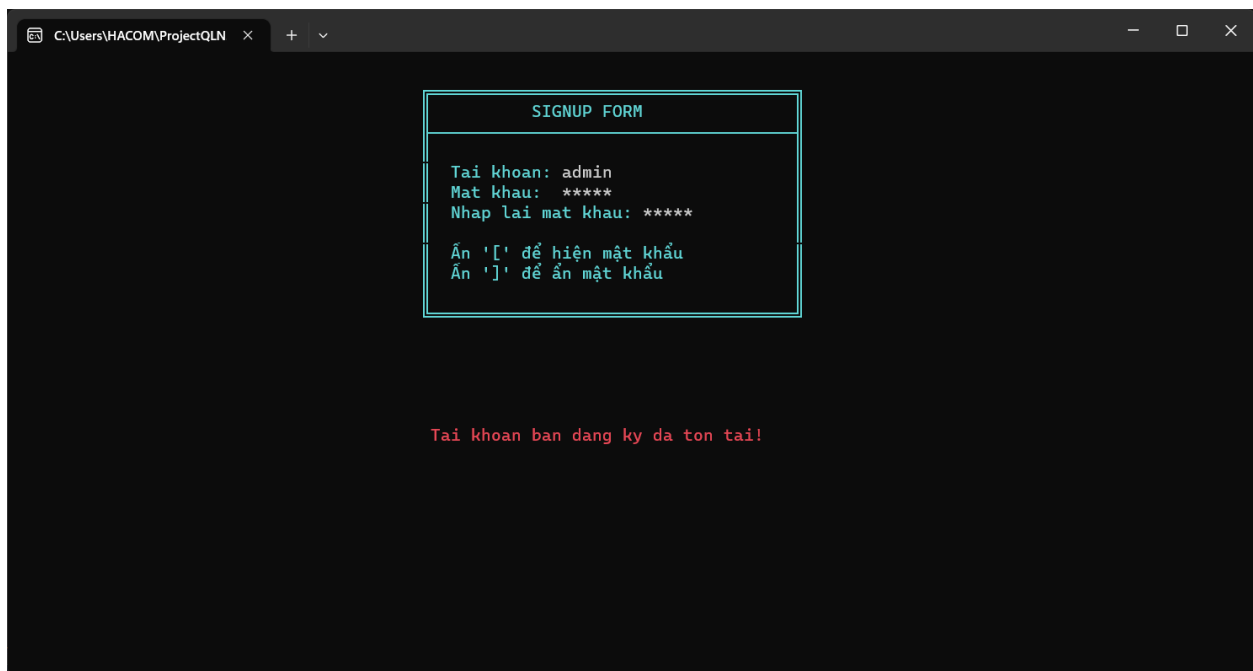 C:\Users\HACOM\ProjectQLN
SIGNUP FORM
Tai khoan: admin
Mat khau:  *****
Nhap lai mat khau: *****
Ấn '[' để hiện mật khẩu
Ấn ']' để ẩn mật khẩu
Tai khoan ban dang ky da ton tai!